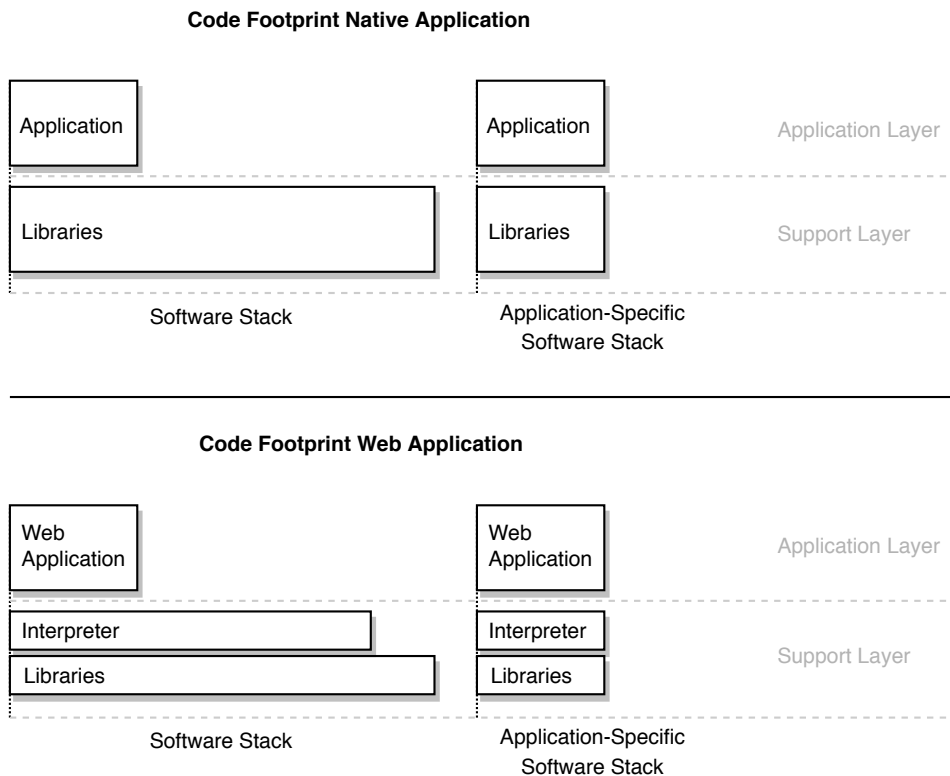 Code Footprint Native Application
Application
Application
Application Layer
Libraries
Libraries
Support Layer
Software Stack
Application-Specific
Software Stack
Code Footprint Web Application
Web
Application
Web
Application
Application Layer
Interpreter
Interpreter
Support Layer
Libraries
Libraries
Software Stack
Application-Specific
Software Stack